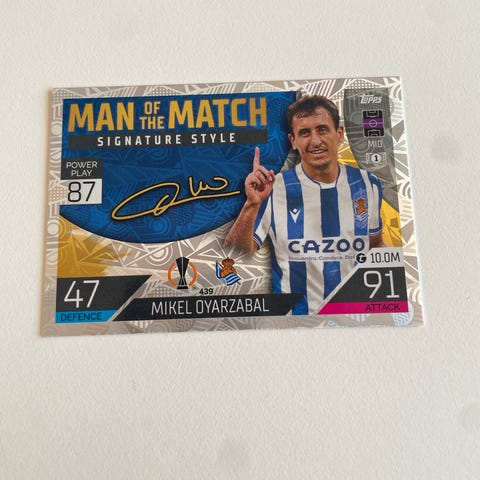 MAN OF THE MATCH
SIGNATURE STYLE
topps
MID
1
POWER
PLAY
87
CAZOO
10.0M
47
DEFENCE
439
MIKEL OYARZABAL
91
ATTACK